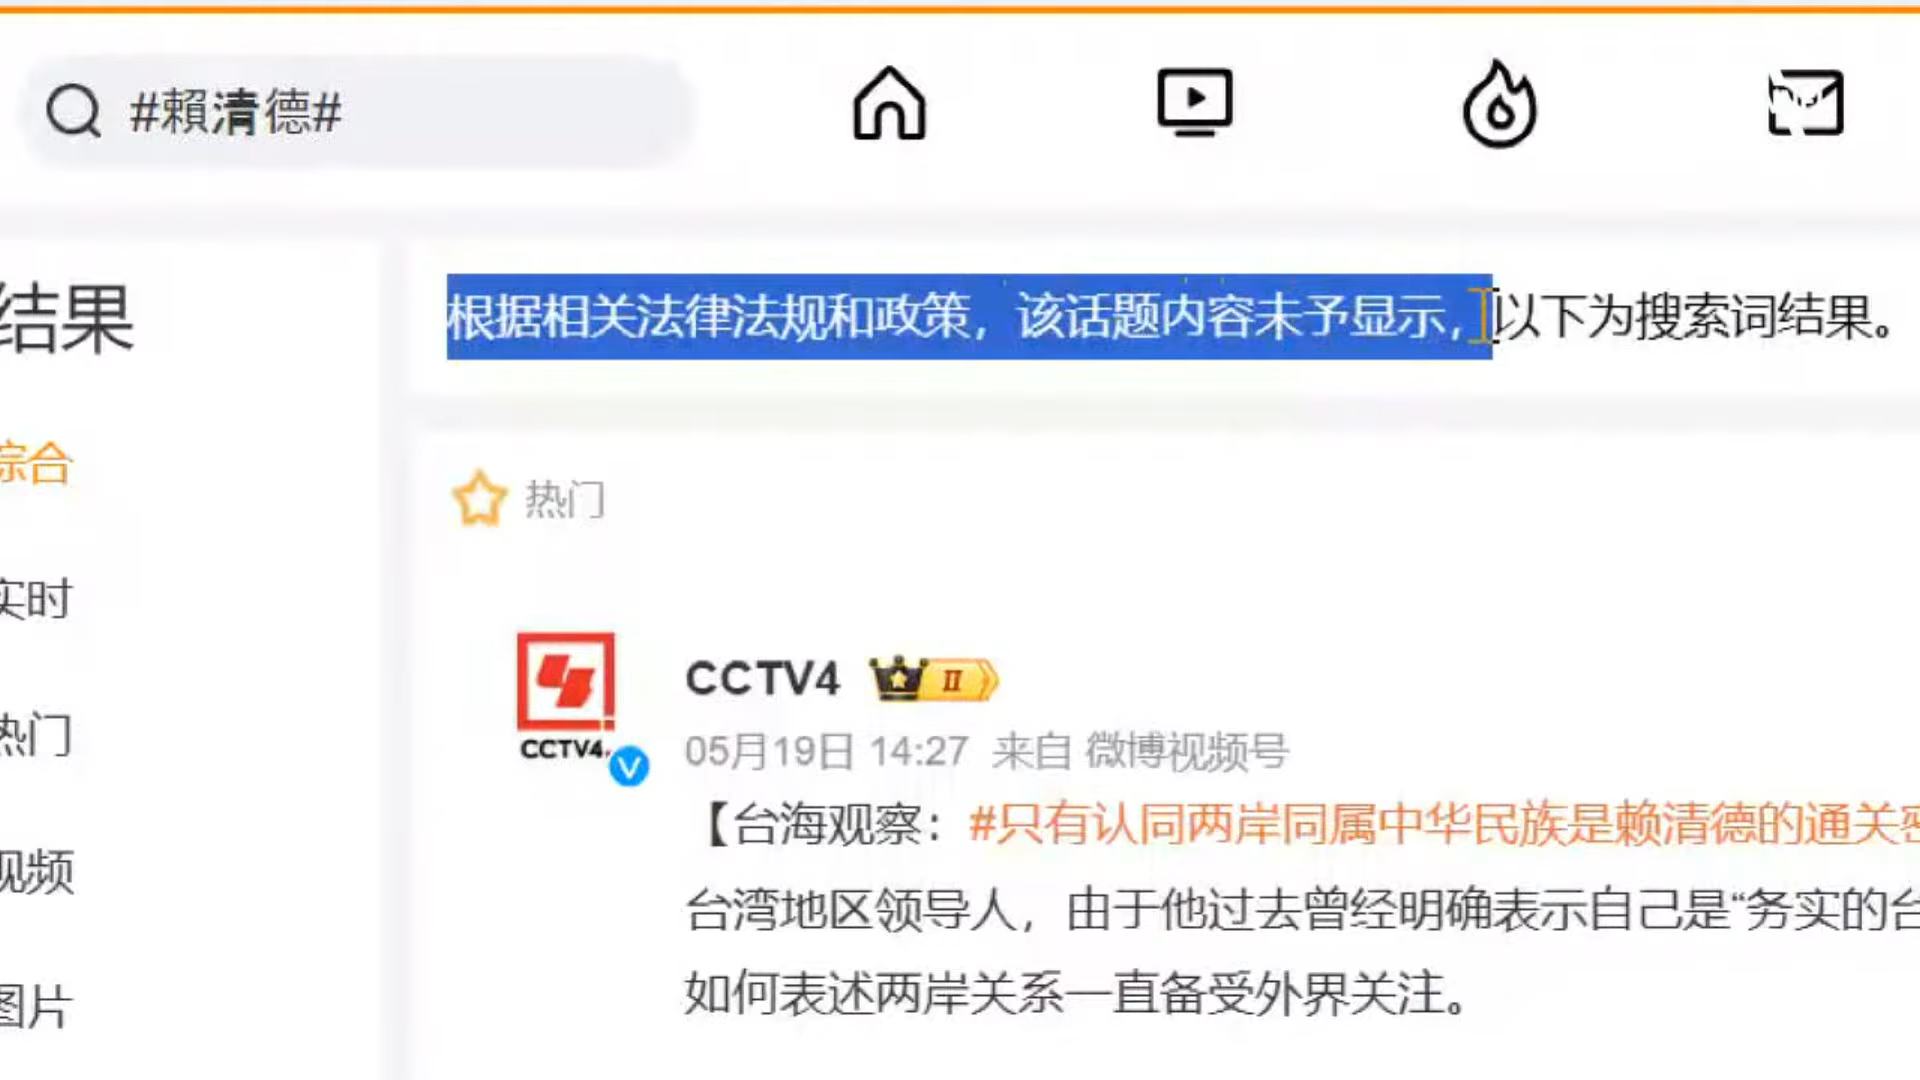 #賴清德#
结果
根据相关法律法规和政策，该话题内容未予显示，以下为搜索词结果。
综合
热门
实时
CCTV4 II
CCTV4.
05月19日 14:27 来自 微博视频号
热门
【台海观察：#只有认同两岸同属中华民族是赖清德的通关密
视频
台湾地区领导人，由于他过去曾经明确表示自己是“务实的台
如何表述两岸关系一直备受外界关注。
图片